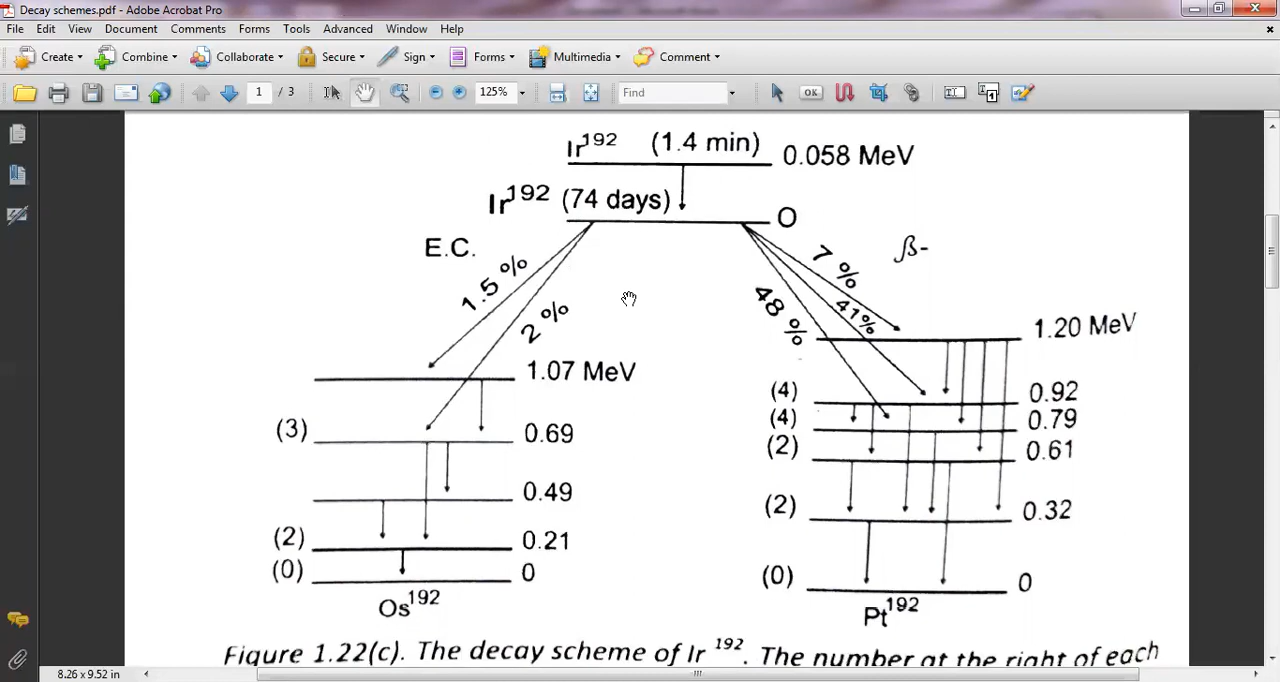 Decay schemes.pdf - Adobe Acrobat Pro
File Edit View Document Comments Forms Tools Advanced Window Help
Create Combine Collaborate Secure Sign Forms Multimedia Comment
1 / 3 125% Find OK
Ir192 (1.4 min) 0.058 MeV
Ir192 (74 days) O
E.C. ß-
1.5 %
2 %
7 %
41%
48 %
1.07 MeV
(3) 0.69
0.49
(2) 0.21
(0) 0
Os192
1.20 MeV
(4) 0.92
(4) 0.79
(2) 0.61
(2) 0.32
(0) 0
Pt192
Figure 1.22(c). The decay scheme of Ir 192. The number at the right of each
8.26 x 9.52 in